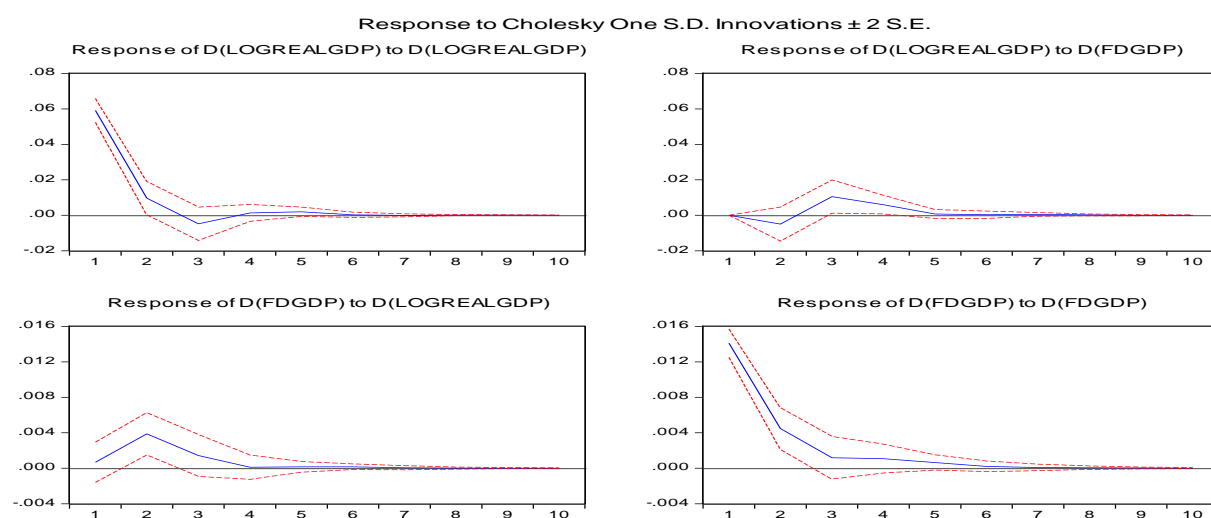 Response to Cholesky One S.D. Innovations ± 2 S.E.
Response of D(LOGREALGDP) to D(LOGREALGDP)
.08
.06
.04
.02
.00
-.02
1 2 3 4 5 6 7 8 9 10
Response of D(LOGREALGDP) to D(FDGDP)
.08
.06
.04
.02
.00
-.02
1 2 3 4 5 6 7 8 9 10
Response of D(FDGDP) to D(LOGREALGDP)
.016
.012
.008
.004
.000
-.004
1 2 3 4 5 6 7 8 9 10
Response of D(FDGDP) to D(FDGDP)
.016
.012
.008
.004
.000
-.004
1 2 3 4 5 6 7 8 9 10